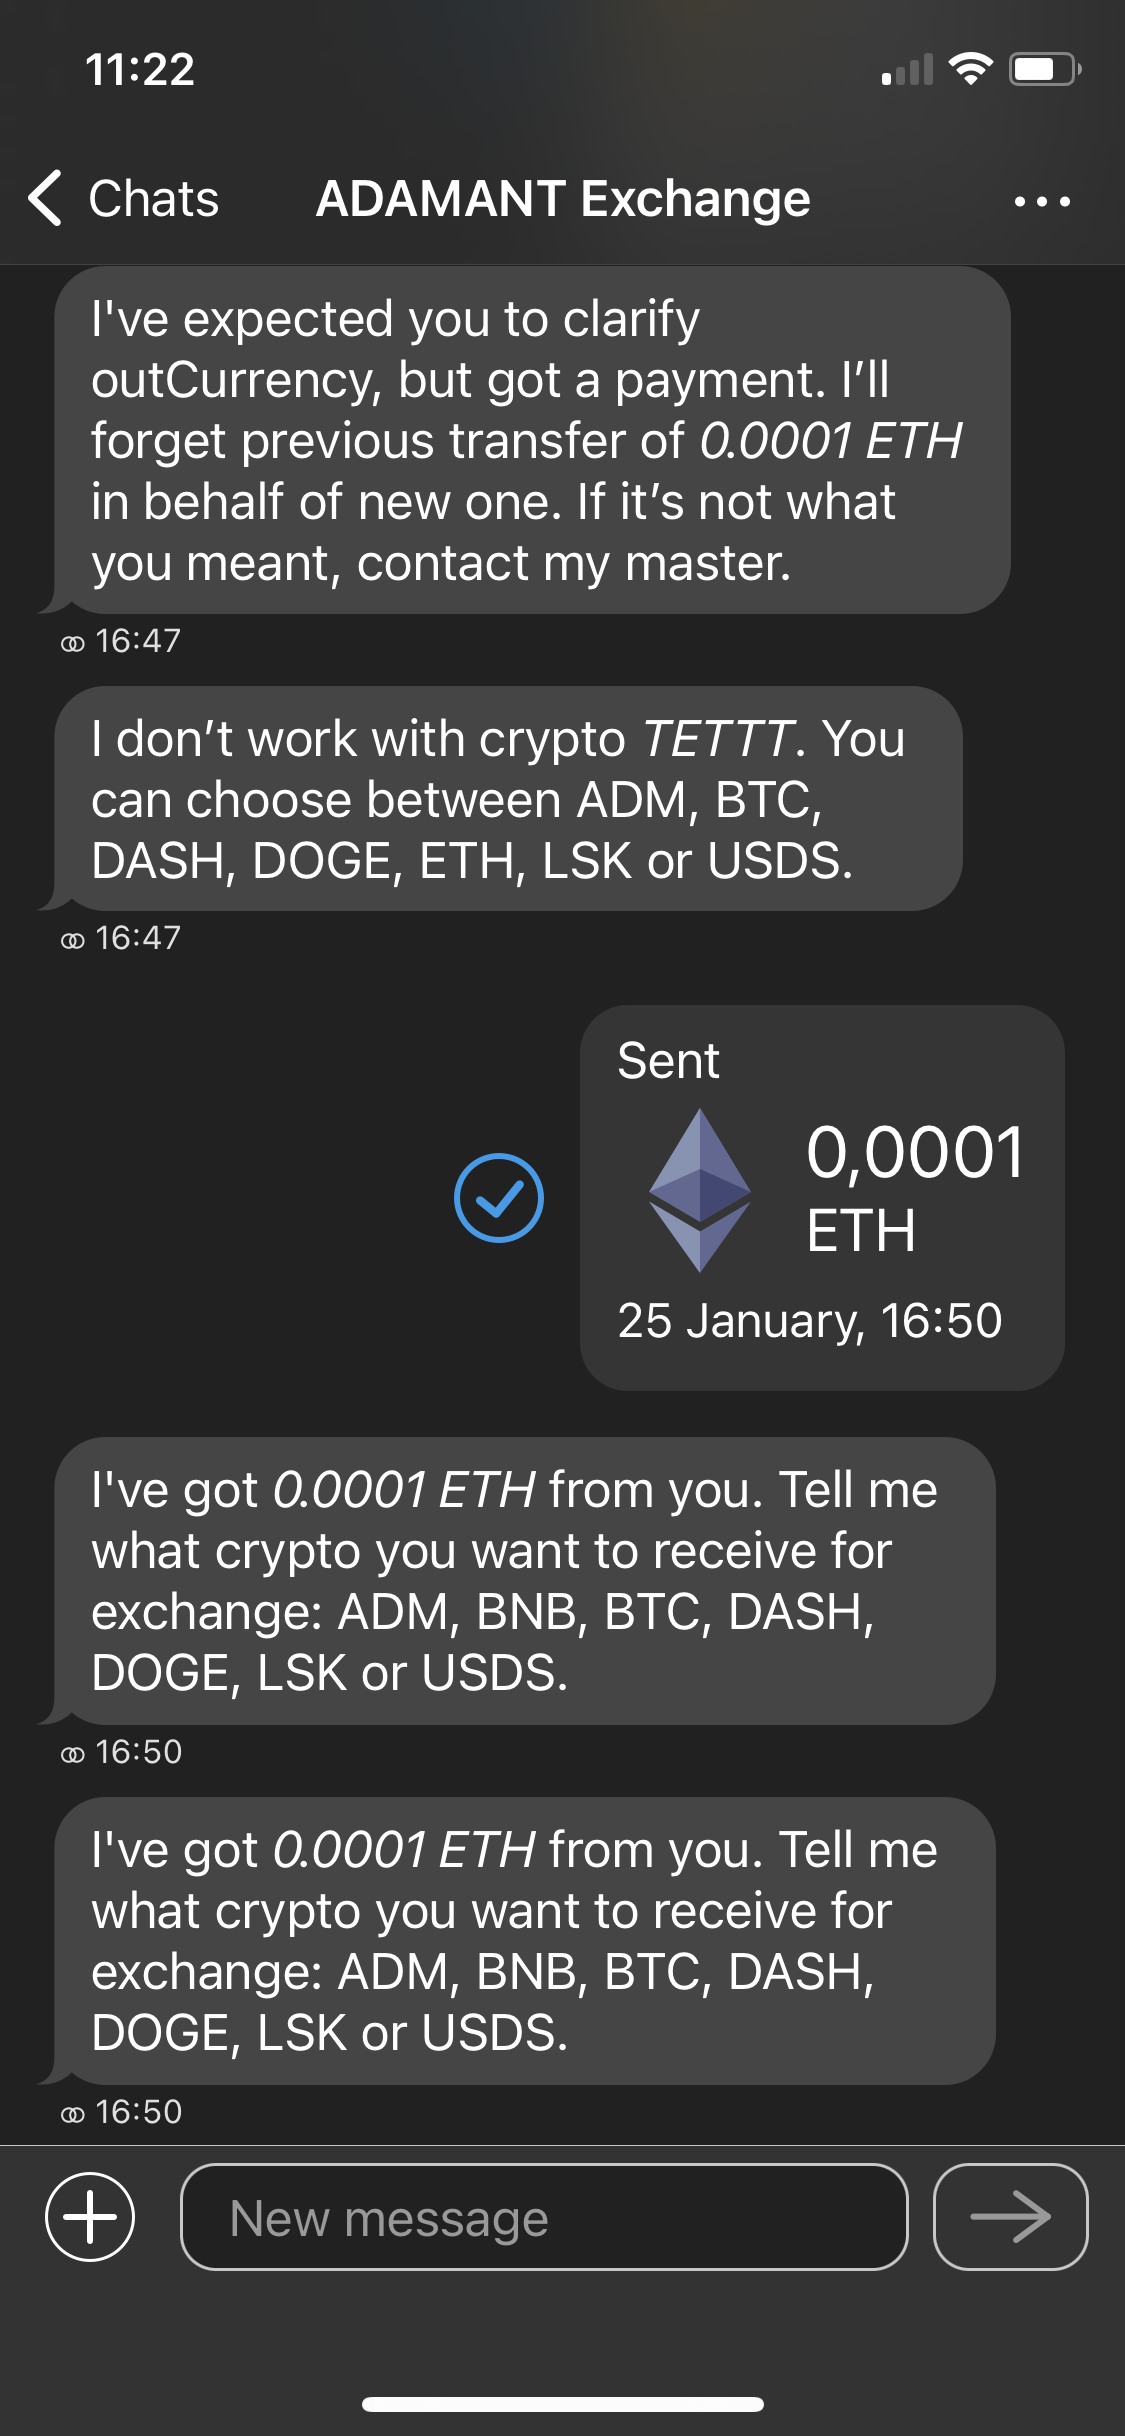 11:22
Chats
ADAMANT Exchange
I've expected you to clarify
outCurrency, but got a payment. I’ll
forget previous transfer of 0.0001 ETH
in behalf of new one. If it’s not what
you meant, contact my master.
16:47
I don’t work with crypto TETTT. You
can choose between ADM, BTC,
DASH, DOGE, ETH, LSK or USDS.
16:47
Sent
0,0001
ETH
25 January, 16:50
I've got 0.0001 ETH from you. Tell me
what crypto you want to receive for
exchange: ADM, BNB, BTC, DASH,
DOGE, LSK or USDS.
16:50
I've got 0.0001 ETH from you. Tell me
what crypto you want to receive for
exchange: ADM, BNB, BTC, DASH,
DOGE, LSK or USDS.
16:50
New message